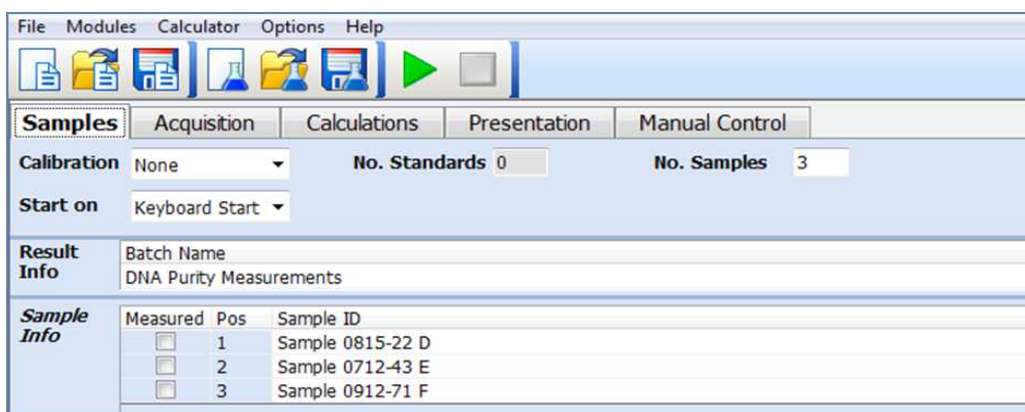 File Modules Calculator Options Help
Samples Acquisition Calculations Presentation Manual Control
Calibration None No. Standards 0 No. Samples 3
Start on Keyboard Start
Result Info Batch Name
DNA Purity Measurements
Sample Info Measured Pos Sample ID
1 Sample 0815-22 D
2 Sample 0712-43 E
3 Sample 0912-71 F